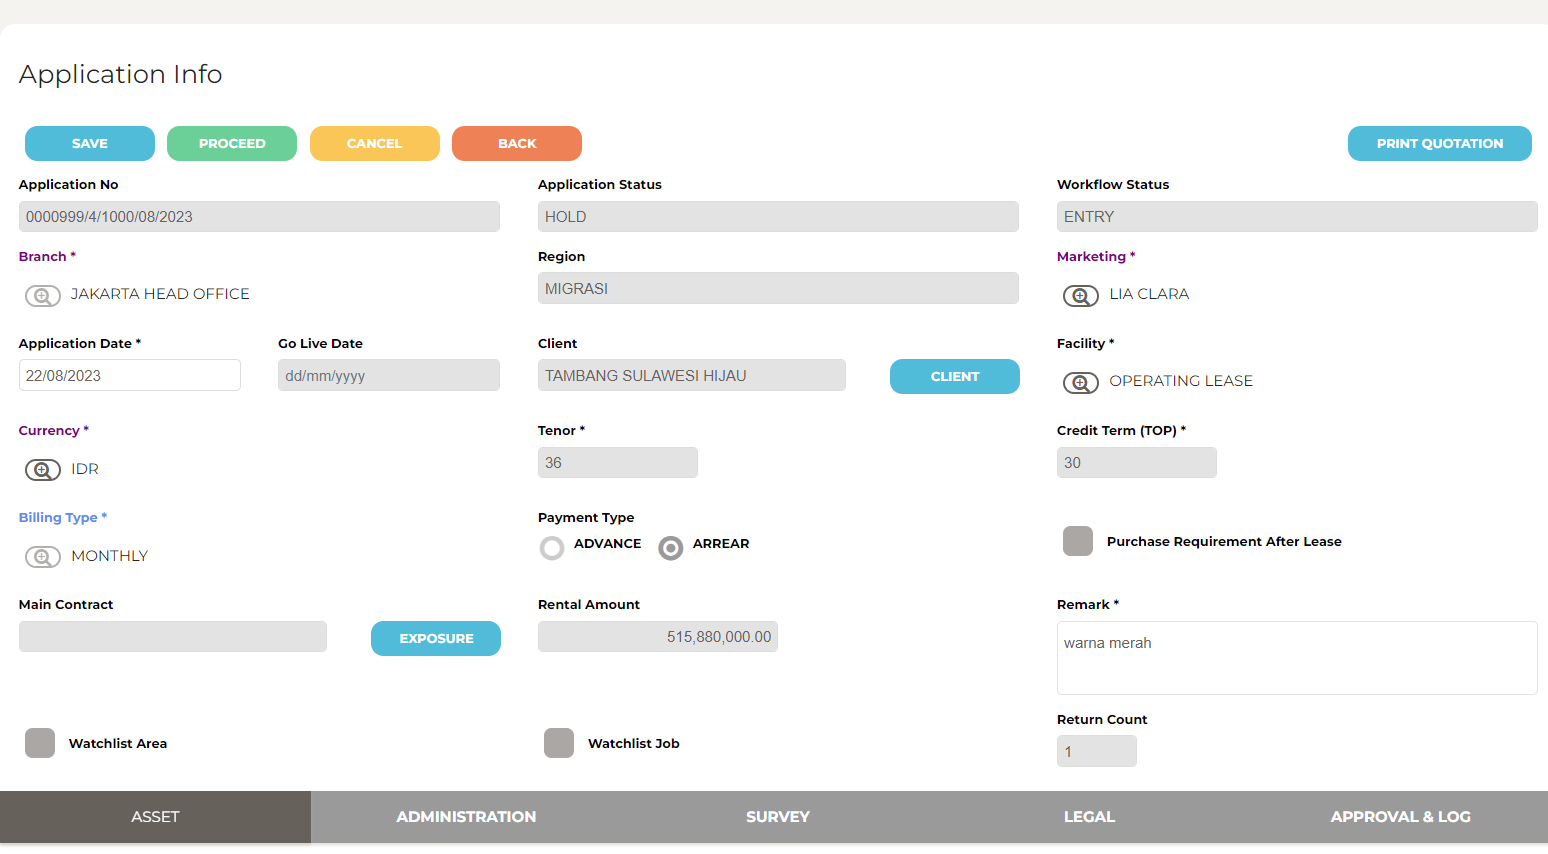 Application Info
SAVE PROCEED CANCEL BACK PRINT QUOTATION
Application No Application Status Workflow Status
0000999/4/1000/08/2023 HOLD ENTRY
Branch * Region Marketing *
JAKARTA HEAD OFFICE MIGRASI LIA CLARA
Application Date * Go Live Date Client Facility *
22/08/2023 dd/mm/yyyy TAMBANG SULAWESI HIJAU CLIENT OPERATING LEASE
Currency * Tenor * Credit Term (TOP) *
IDR 36 30
Billing Type * Payment Type
MONTHLY ADVANCE ARREAR Purchase Requirement After Lease
Main Contract Rental Amount Remark *
EXPOSURE 515,880,000.00 warna merah
Return Count
Watchlist Area Watchlist Job 1
ASSET ADMINISTRATION SURVEY LEGAL APPROVAL & LOG